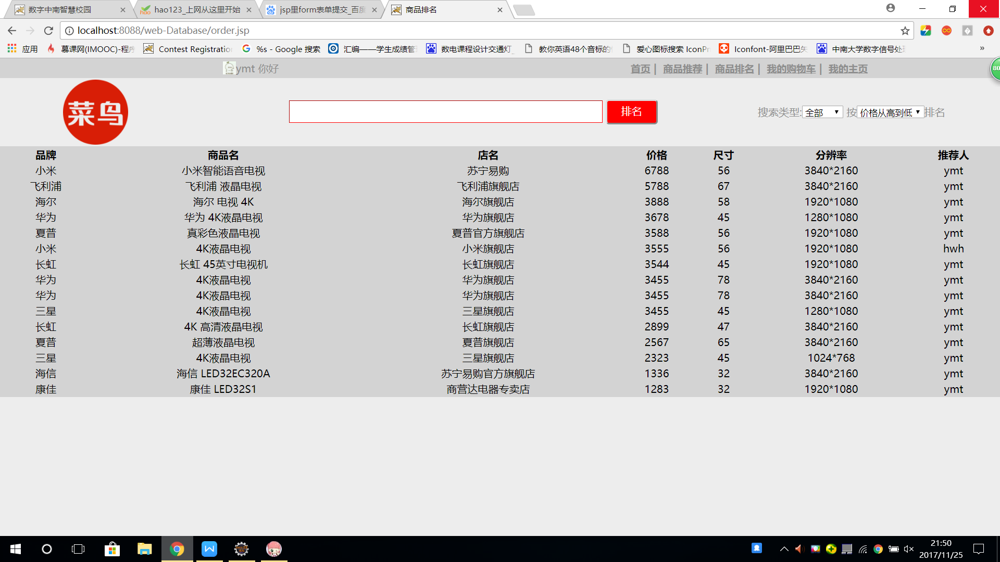 数字中南智慧校园 hao123_上网从这里开始 jsp里form表单提交_百度 商品排名
localhost:8088/web-Database/order.jsp
应用 慕课网(IMOOC)-程序 Contest Registratio %s - Google 搜索 汇编——学生成绩管 数电课程设计交通灯_ 教你英语48个音标的 爱心图标搜索 IconPn Iconfont-阿里巴巴矢 中南大学数字信号处 »
ymt 你好 首页 | 商品推荐 | 商品排名 | 我的购物车 | 我的主页
80
菜鸟 排名 搜索类型: 全部 按 价格从高到低 排名
品牌 商品名 店名 价格 尺寸 分辨率 推荐人
小米 小米智能语音电视 苏宁易购 6788 56 3840*2160 ymt
飞利浦 飞利浦 液晶电视 飞利浦旗舰店 5788 67 3840*2160 ymt
海尔 海尔 电视 4K 海尔旗舰店 3888 58 1920*1080 ymt
华为 华为 4K液晶电视 华为旗舰店 3678 45 1280*1080 ymt
夏普 真彩色液晶电视 夏普官方旗舰店 3588 56 1920*1080 ymt
小米 4K液晶电视 小米旗舰店 3555 56 1920*1080 hwh
长虹 长虹 45英寸电视机 长虹旗舰店 3544 45 1920*1080 ymt
华为 4K液晶电视 华为旗舰店 3455 78 3840*2160 ymt
华为 4K液晶电视 华为旗舰店 3455 78 3840*2160 ymt
三星 4K液晶电视 三星旗舰店 3455 45 1280*1080 ymt
长虹 4K 高清液晶电视 长虹旗舰店 2899 47 3840*2160 ymt
夏普 超薄液晶电视 夏普旗舰店 2567 65 3840*2160 ymt
三星 4K液晶电视 三星旗舰店 2323 45 1024*768 ymt
海信 海信 LED32EC320A 苏宁易购官方旗舰店 1336 32 3840*2160 ymt
康佳 康佳 LED32S1 商营达电器专卖店 1283 32 1920*1080 ymt
21:50
2017/11/25